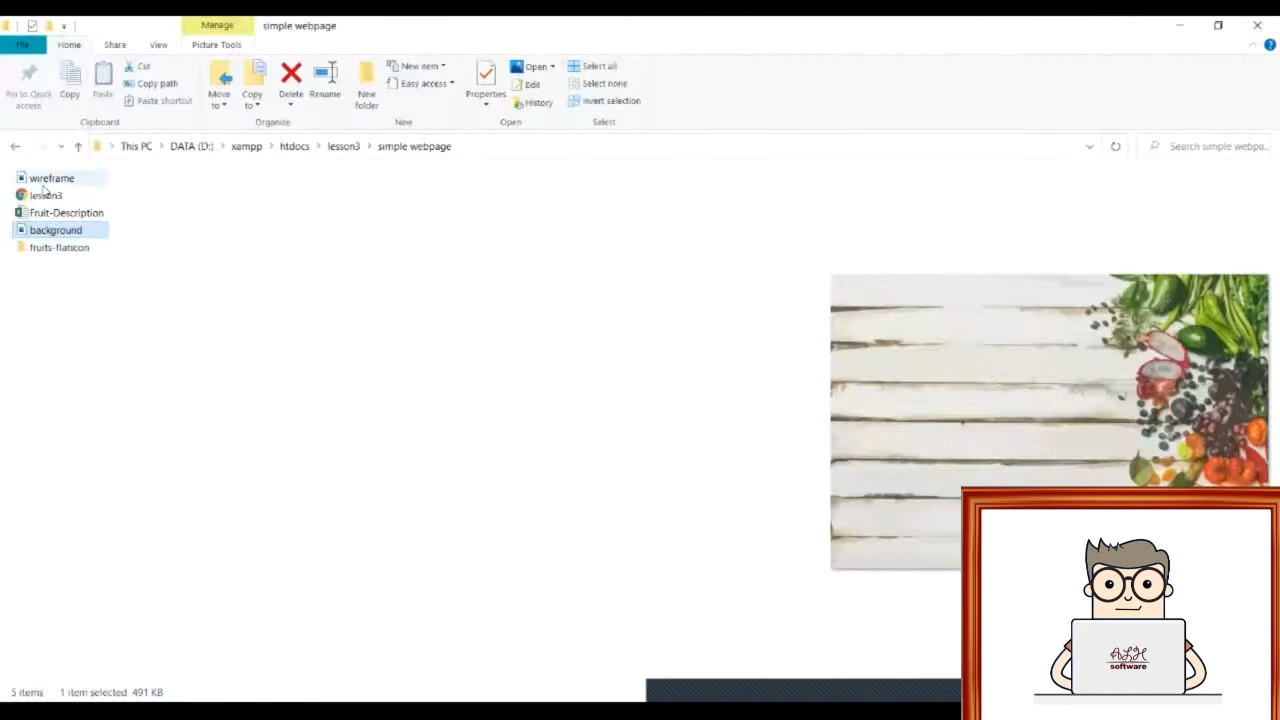 Manage
simple webpage
File
Home
Share
View
Picture Tools
Pin to Quick
access
Copy
Paste
Cut
Copy path
Paste shortcut
Clipboard
Move
to
Copy
to
Delete
Rename
Organize
New
folder
New item
Easy access
New
Properties
Open
Edit
History
Open
Select all
Select none
Invert selection
Select
This PC
DATA (D:)
xampp
htdocs
lesson3
simple webpage
Search simple webpa...
wireframe
lesson3
Fruit-Description
background
fruits-flaticon
software
5 items
1 item selected 491 KB